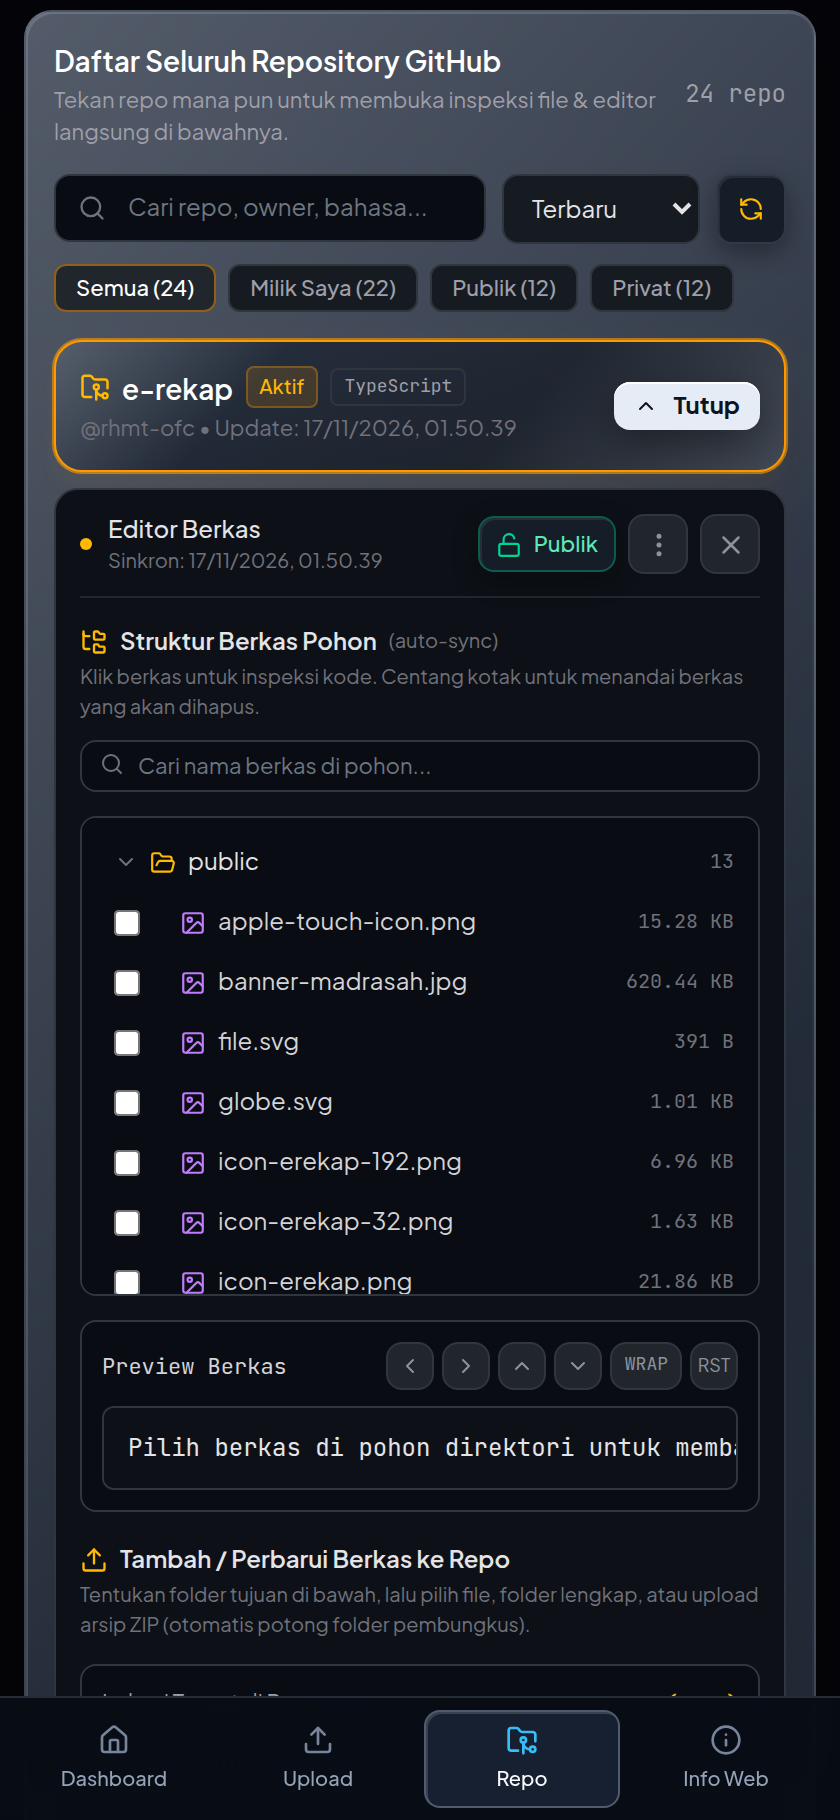 Daftar Seluruh Repository GitHub
Tekan repo mana pun untuk membuka inspeksi file & editor
langsung di bawahnya.
24 repo
Cari repo, owner, bahasa...
Terbaru
Semua (24)
Milik Saya (22)
Publik (12)
Privat (12)
e-rekap
Aktif
TypeScript
@rhmt-ofc • Update: 17/11/2026, 01.50.39
Tutup
Editor Berkas
Sinkron: 17/11/2026, 01.50.39
Publik
Struktur Berkas Pohon (auto-sync)
Klik berkas untuk inspeksi kode. Centang kotak untuk menandai berkas
yang akan dihapus.
Cari nama berkas di pohon...
public 13
apple-touch-icon.png 15.28 KB
banner-madrasah.jpg 620.44 KB
file.svg 391 B
globe.svg 1.01 KB
icon-erekap-192.png 6.96 KB
icon-erekap-32.png 1.63 KB
icon-erekap.png 21.86 KB
Preview Berkas
WRAP
RST
Pilih berkas di pohon direktori untuk memba
Tambah / Perbarui Berkas ke Repo
Tentukan folder tujuan di bawah, lalu pilih file, folder lengkap, atau upload
arsip ZIP (otomatis potong folder pembungkus).
Dashboard
Upload
Repo
Info Web